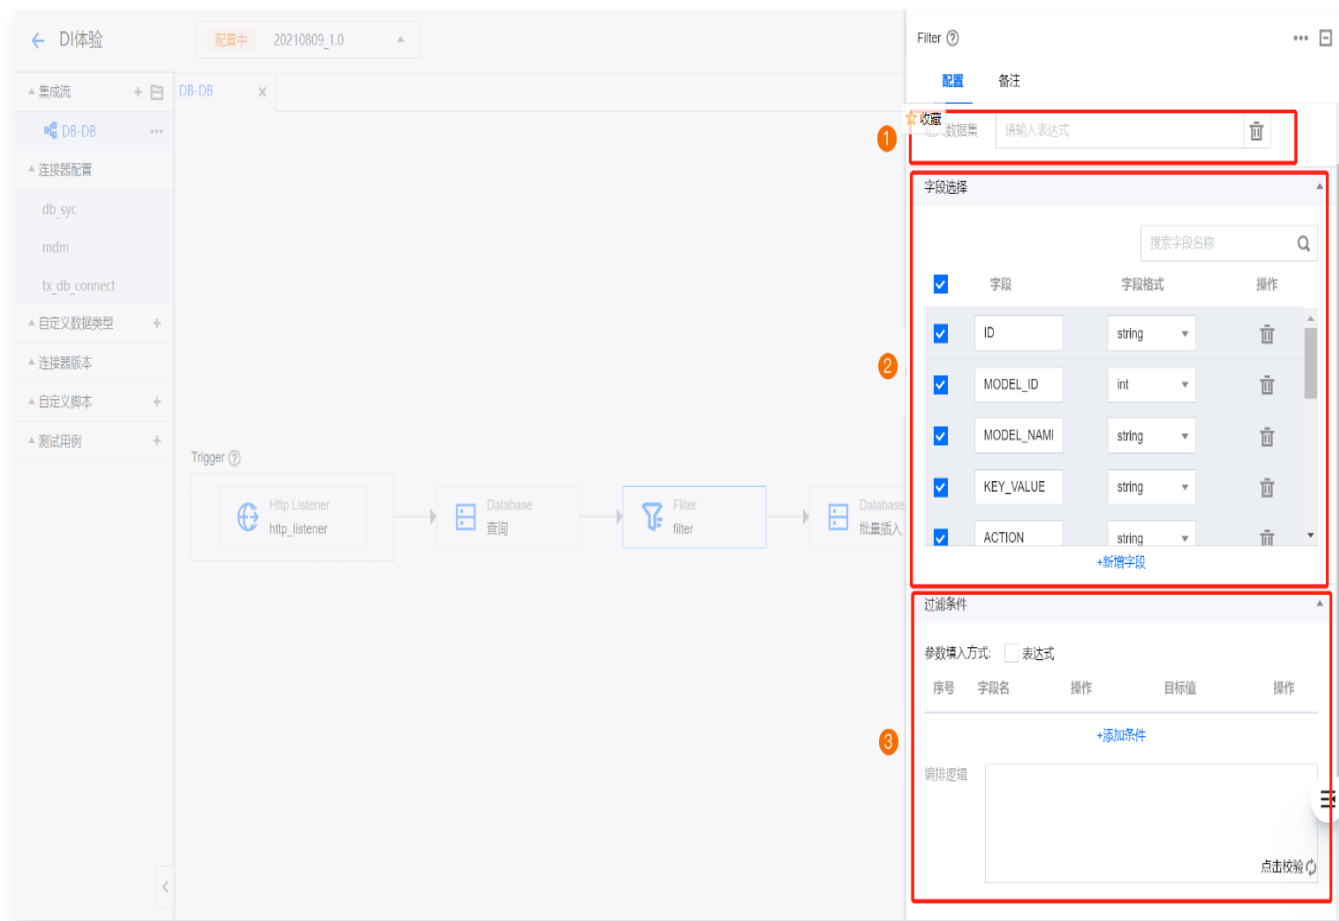 DI体验
配置中 20210809_1.0
集成流
DB-DB
连接器配置
db_syc
mdm
tx_db_connect
自定义数据类型
连接器版本
自定义脚本
测试用例
DB-DB x
Trigger
Http Listener
http_listener
Database
查询
Filter
filter
Database
批量插入
Filter
配置 备注
收藏
1
数据集 请输入表达式
2
字段选择
搜索字段名称
字段 字段格式 操作
ID string
MODEL_ID int
MODEL_NAMI string
KEY_VALUE string
ACTION string
+新增字段
3
过滤条件
参数填入方式: 表达式
序号 字段名 操作 目标值 操作
+添加条件
编排逻辑
点击校验